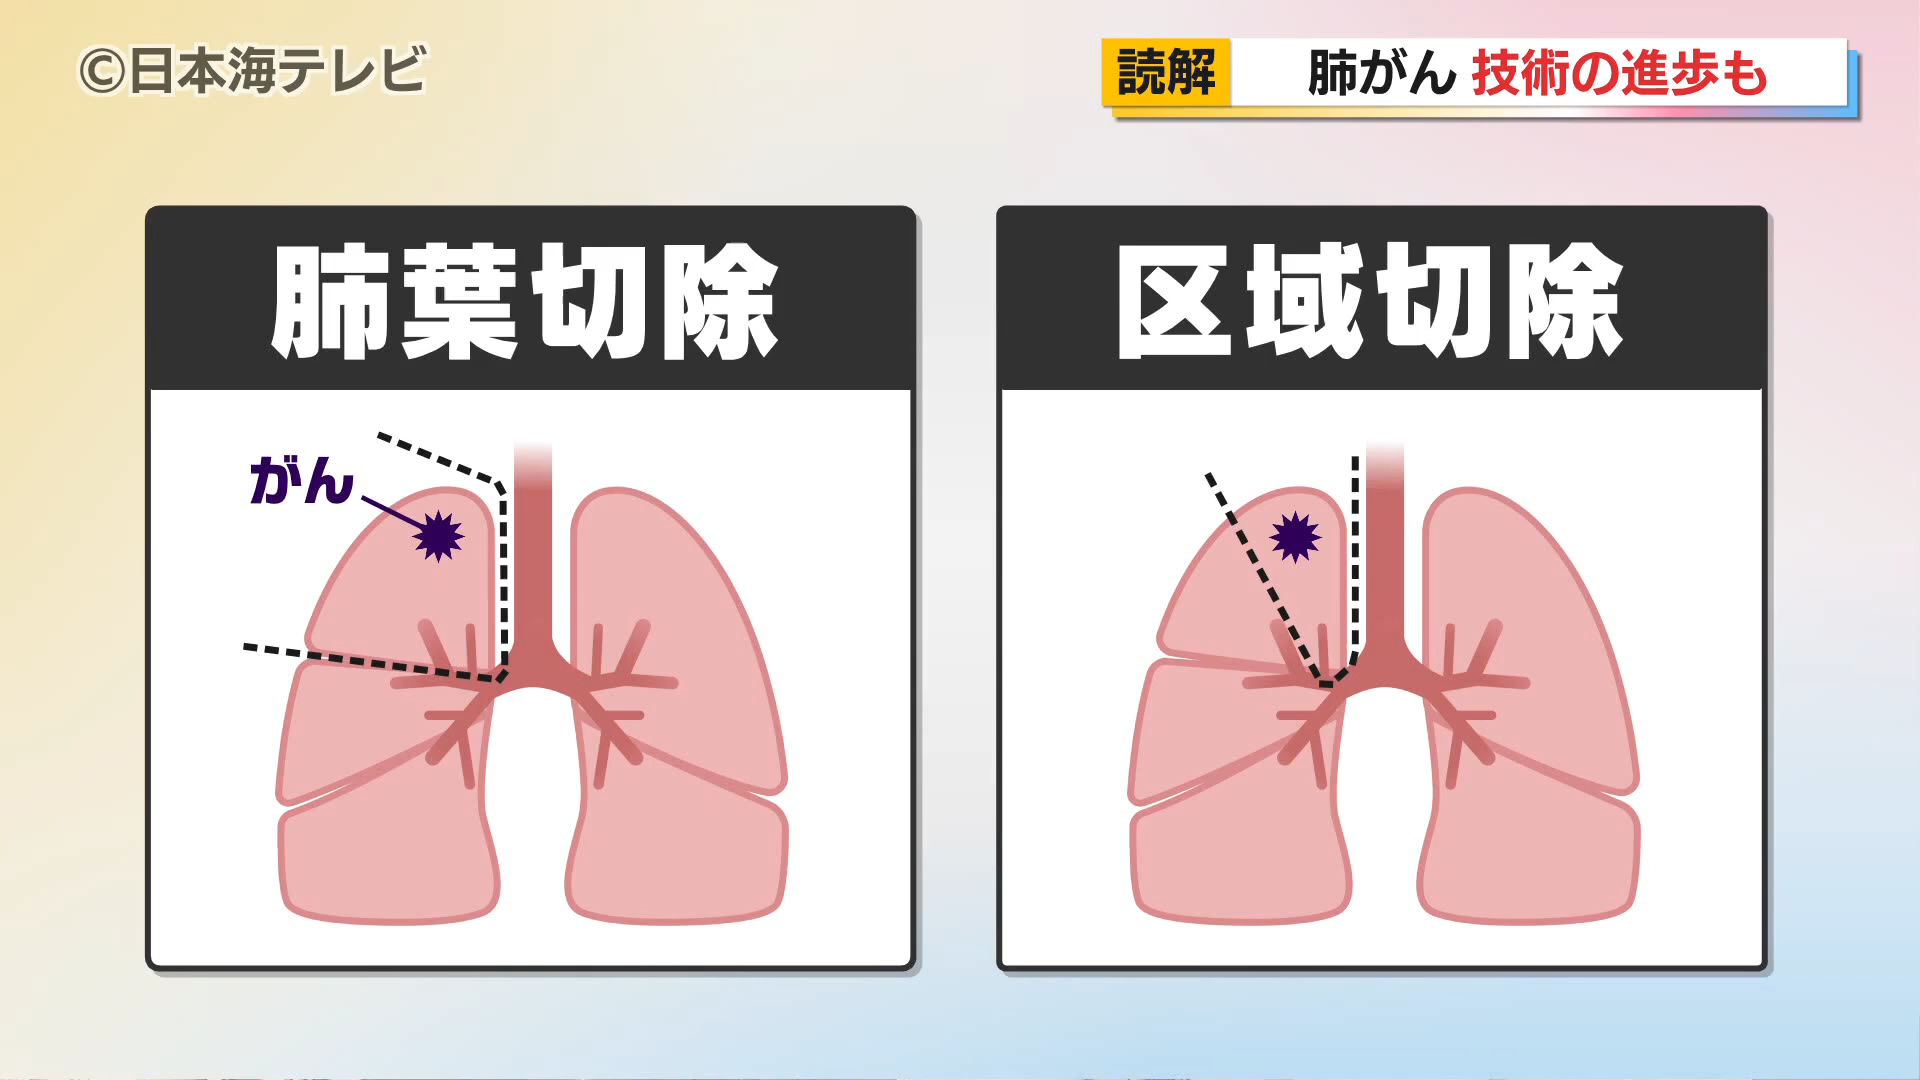 ©日本海テレビ
読解 肺がん 技術の進歩も
肺葉切除
がん
区域切除